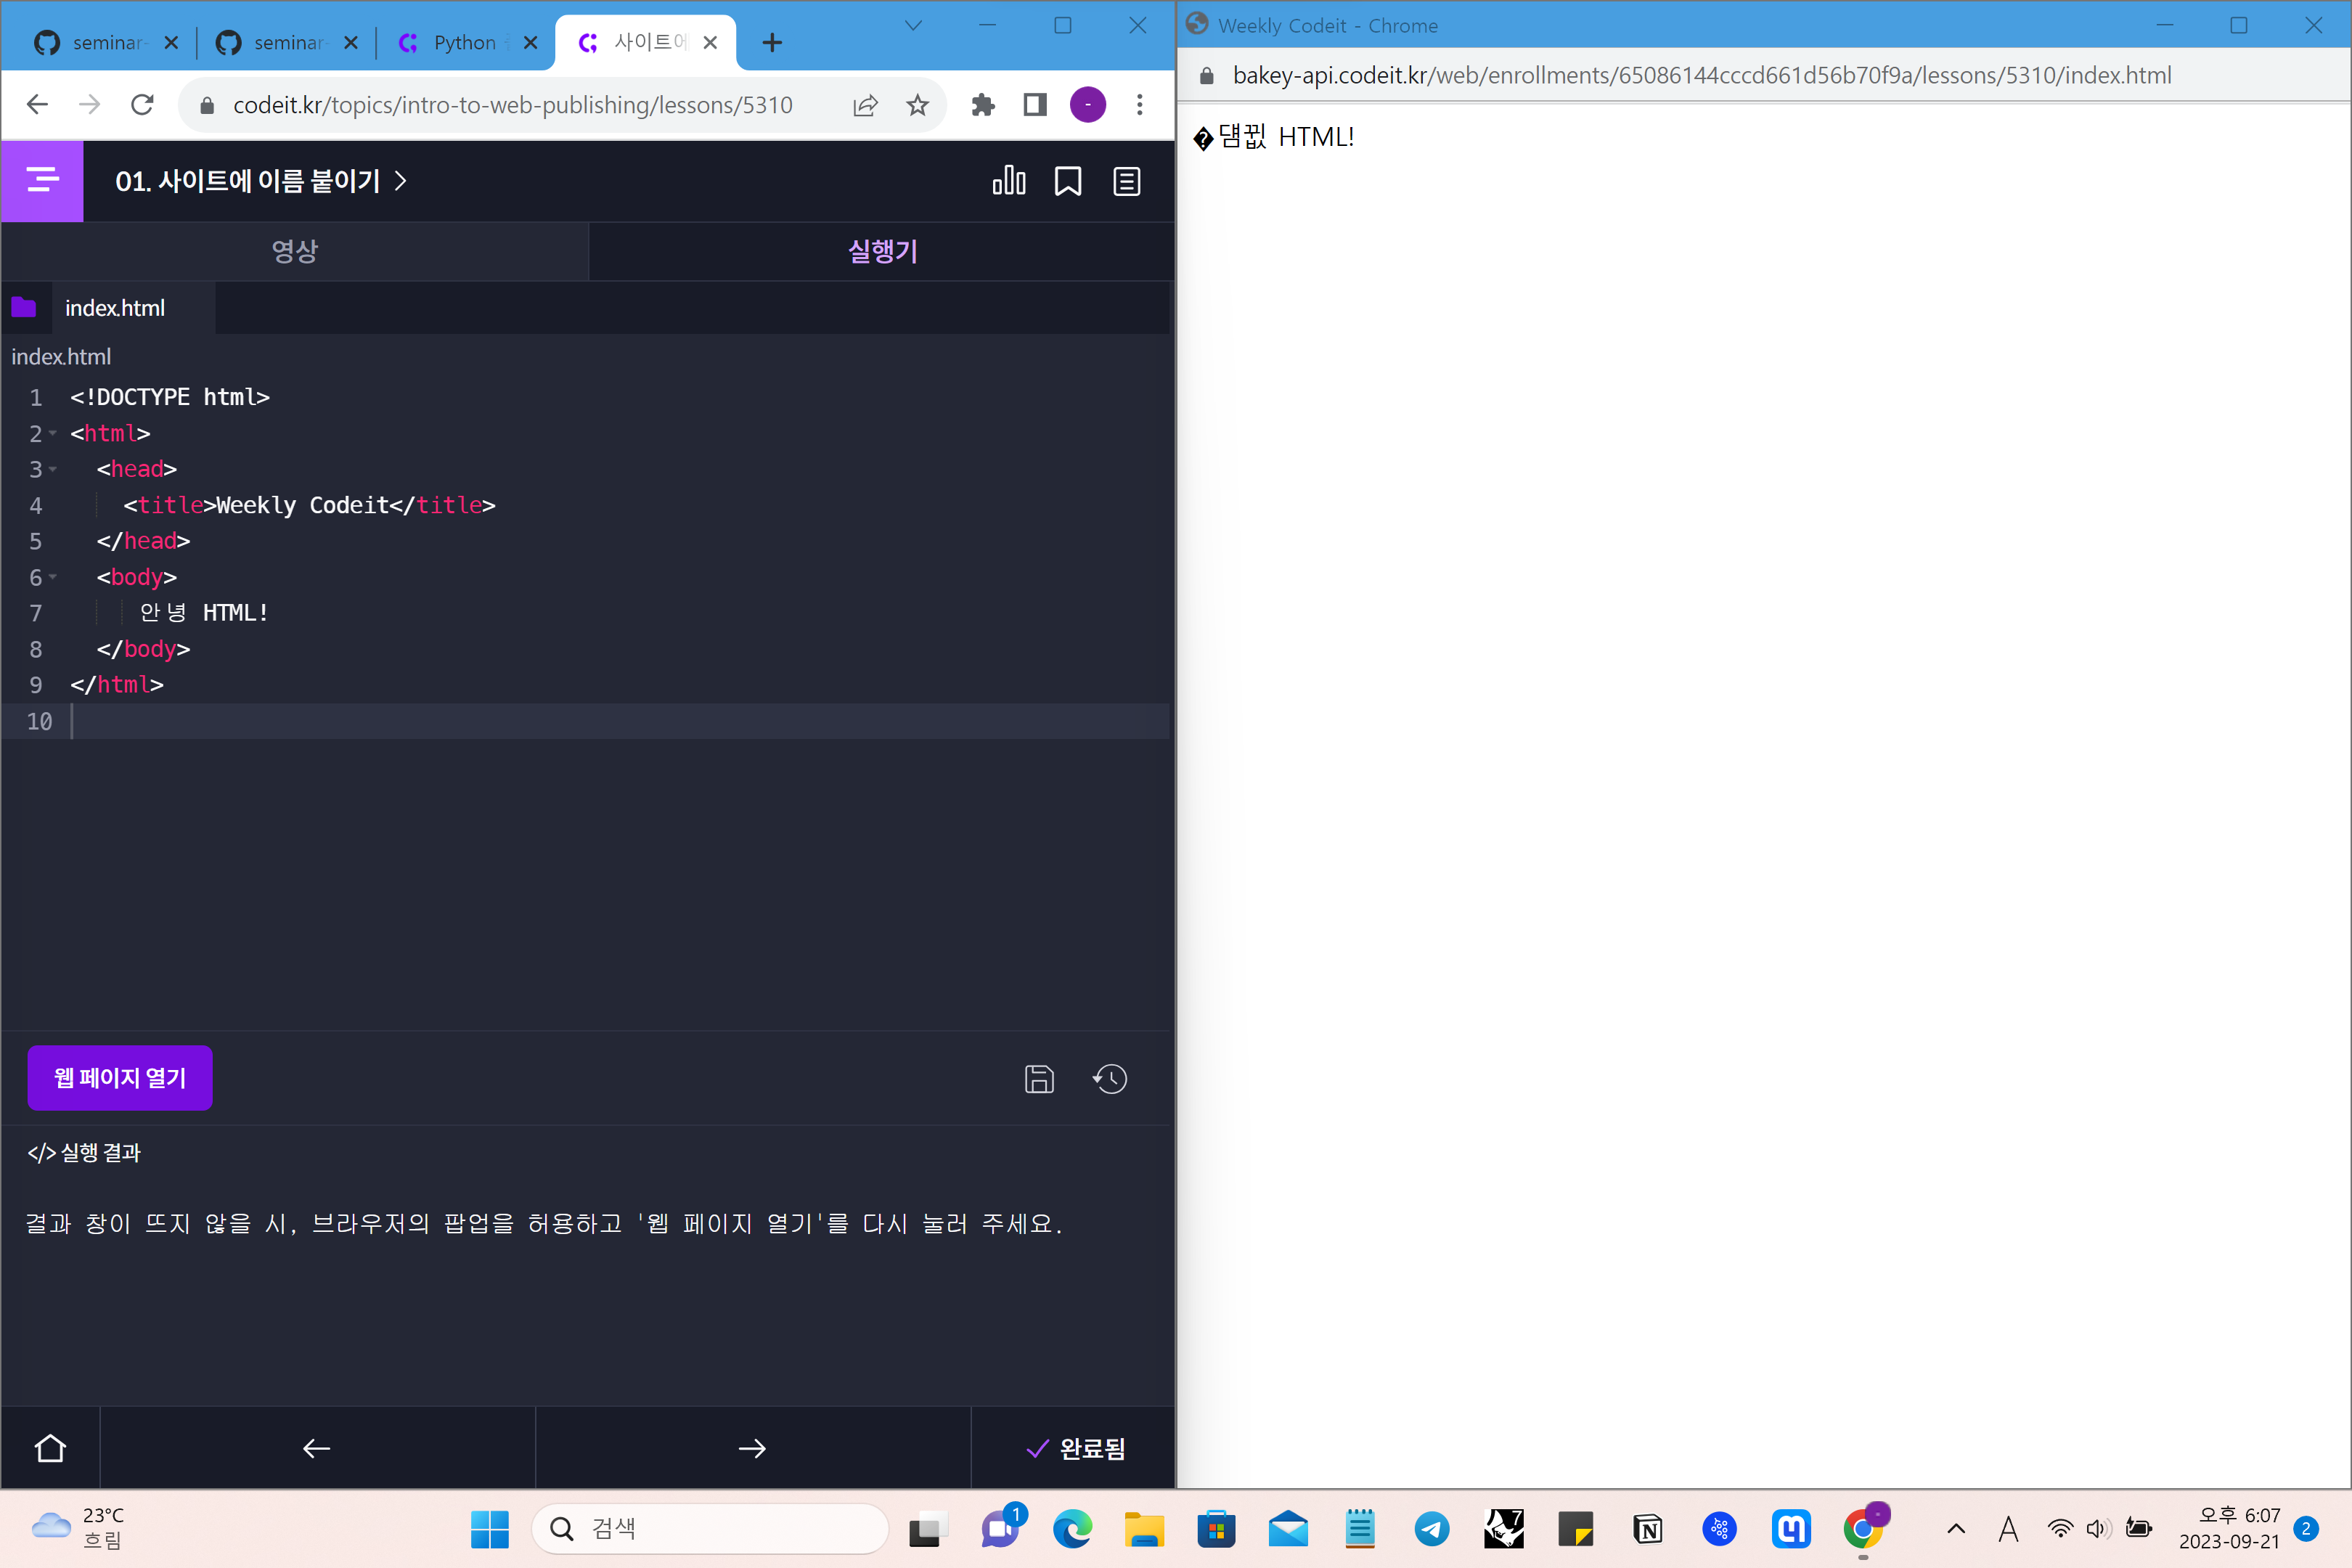 seminar-
seminar-
Python
사이트에
Weekly Codeit - Chrome
codeit.kr/topics/intro-to-web-publishing/lessons/5310
bakey-api.codeit.kr/web/enrollments/65086144cccd661d56b70f9a/lessons/5310/index.html
�댐뀞 HTML!
01. 사이트에 이름 붙이기
영상
실행기
index.html
index.html
1 <!DOCTYPE html>
2 <html>
3 <head>
4 <title>Weekly Codeit</title>
5 </head>
6 <body>
7 안녕 HTML!
8 </body>
9 </html>
10
웹 페이지 열기
</> 실행 결과
결과 창이 뜨지 않을 시, 브라우저의 팝업을 허용하고 '웹 페이지 열기'를 다시 눌러 주세요.
완료됨
23°C
흐림
검색
1
7
A
오후 6:07
2023-09-21
2